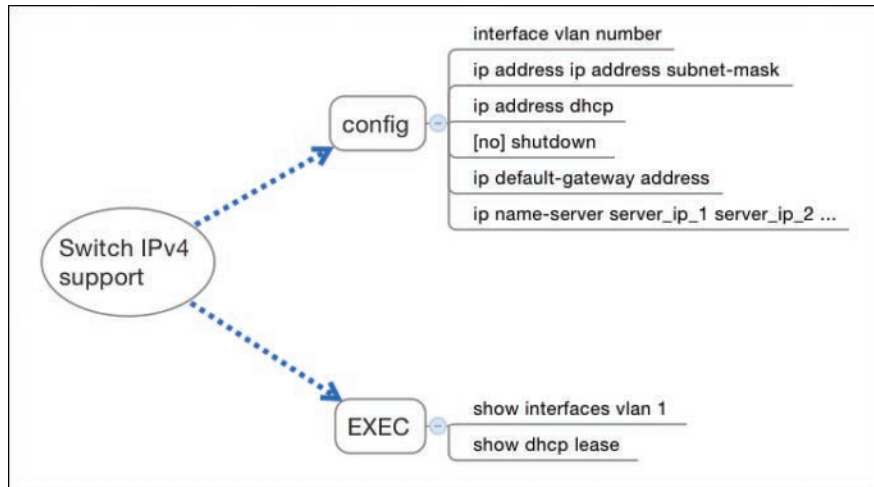 Switch IPv4
support
config
interface vlan number
ip address ip address subnet-mask
ip address dhcp
[no] shutdown
ip default-gateway address
ip name-server server_ip_1 server_ip_2 ...
EXEC
show interfaces vlan 1
show dhcp lease